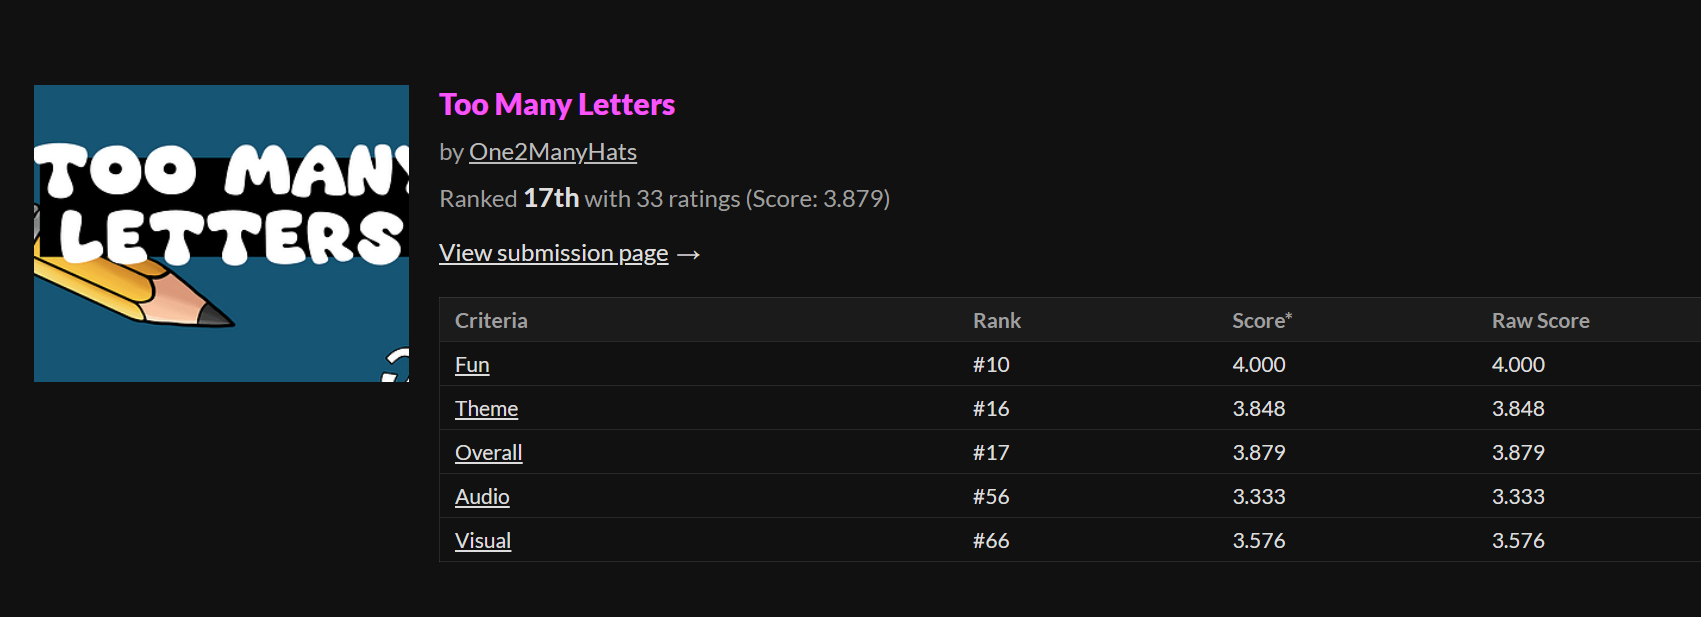 TOO MANY
LETTERS
Too Many Letters
by One2ManyHats
Ranked 17th with 33 ratings (Score: 3.879)
View submission page →
Criteria Rank Score* Raw Score
Fun #10 4.000 4.000
Theme #16 3.848 3.848
Overall #17 3.879 3.879
Audio #56 3.333 3.333
Visual #66 3.576 3.576